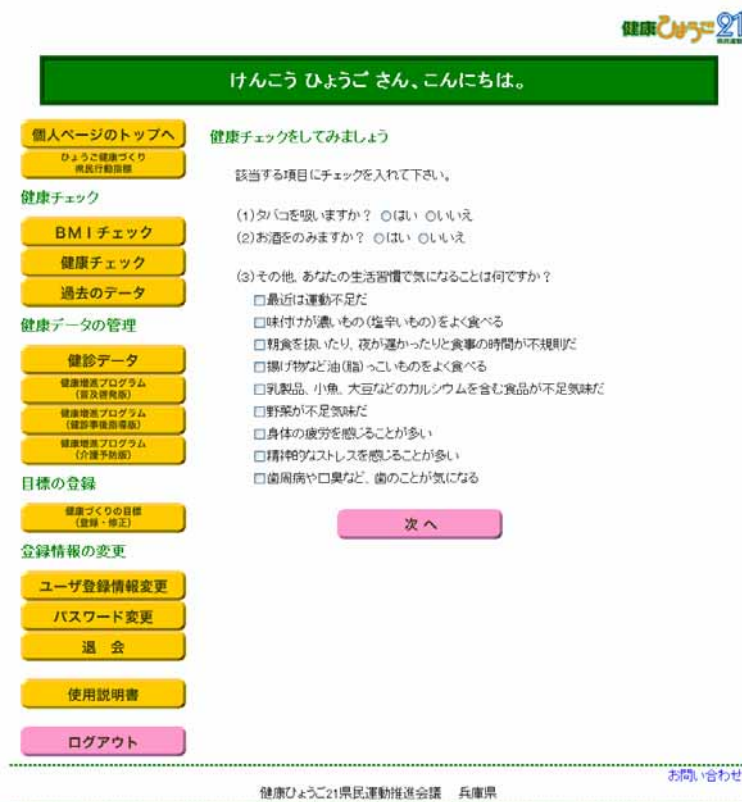 健康ひょうご21
県民運動
けんこう ひょうご さん、こんにちは。
個人ページのトップへ
ひょうご健康づくり
県民行動指標
健康チェック
BMIチェック
健康チェック
過去のデータ
健康データの管理
健診データ
健康増進プログラム
(普及啓発版)
健康増進プログラム
(健診事後指導版)
健康増進プログラム
(介護予防版)
目標の登録
健康づくりの目標
(登録・修正)
登録情報の変更
ユーザ登録情報変更
パスワード変更
退 会
使用説明書
ログアウト
健康チェックをしてみましょう
該当する項目にチェックを入れて下さい。
(1)タバコを吸いますか? ○はい ○いいえ
(2)お酒をのみますか? ○はい ○いいえ
(3)その他、あなたの生活習慣で気になることは何ですか?
□最近は運動不足だ
□味付けが濃いもの(塩辛いもの)をよく食べる
□朝食を抜いたり、夜が遅かったりと食事の時間が不規則だ
□揚げ物など油(脂)っこいものをよく食べる
□乳製品、小魚、大豆などのカルシウムを含む食品が不足気味だ
□野菜が不足気味だ
□身体の疲労を感じることが多い
□精神的なストレスを感じることが多い
□歯周病や口臭など、歯のことが気になる
次 へ
お問い合わせ
健康ひょうご21県民運動推進会議 兵庫県